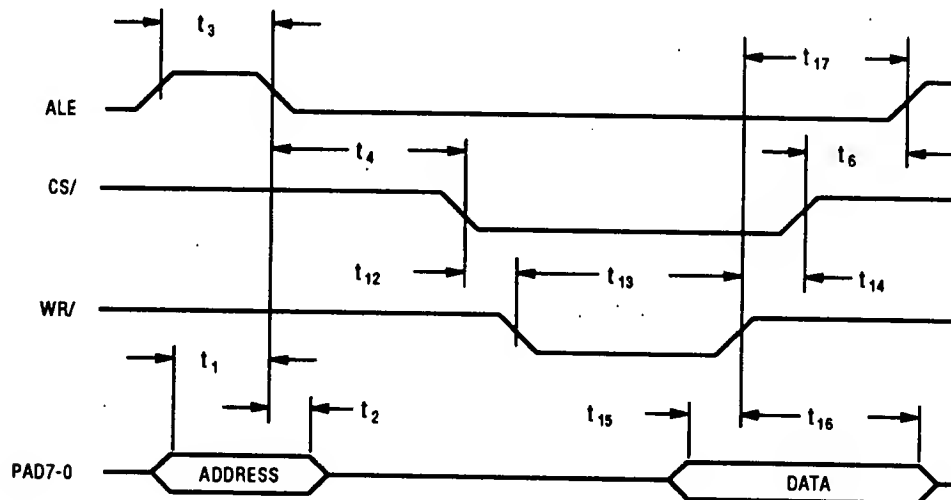 t3
t17
ALE
t4
t6
CS/
t12
t13
t14
WR/
t1
t2
t15
t16
PAD7-0
ADDRESS
DATA